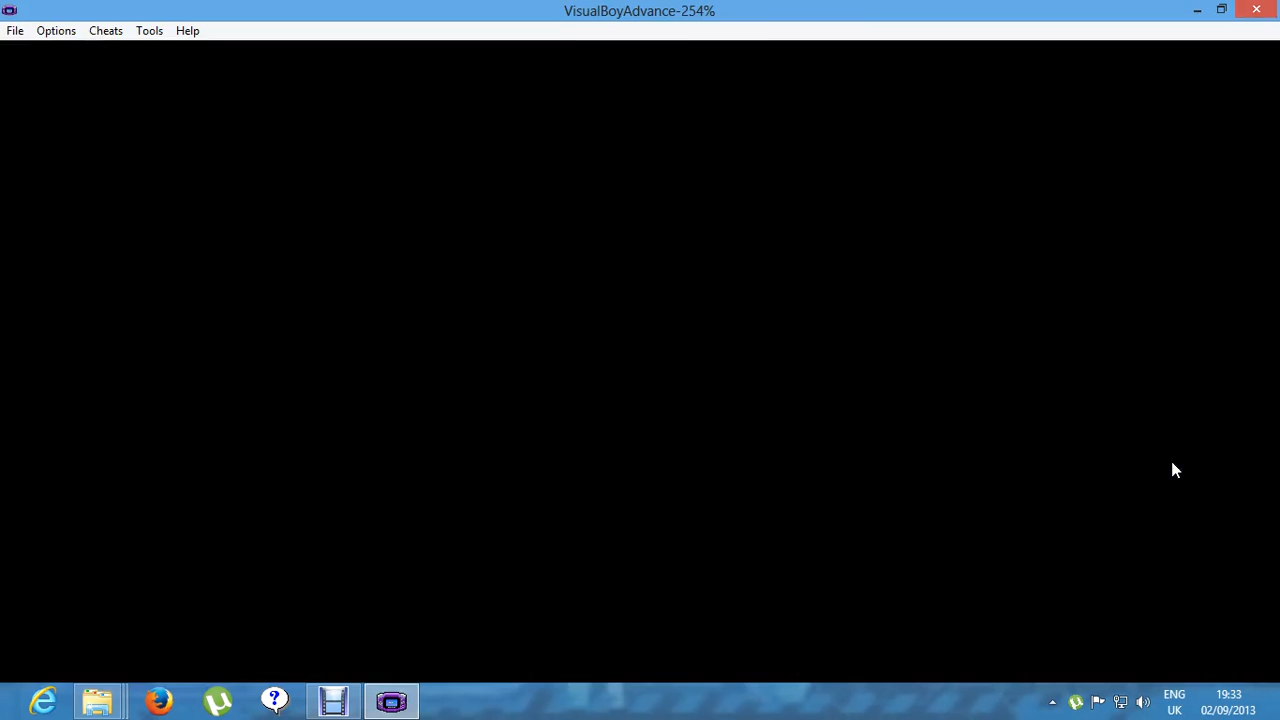 VisualBoyAdvance-254%
File Options Cheats Tools Help
ENG 19:33
UK 02/09/2013